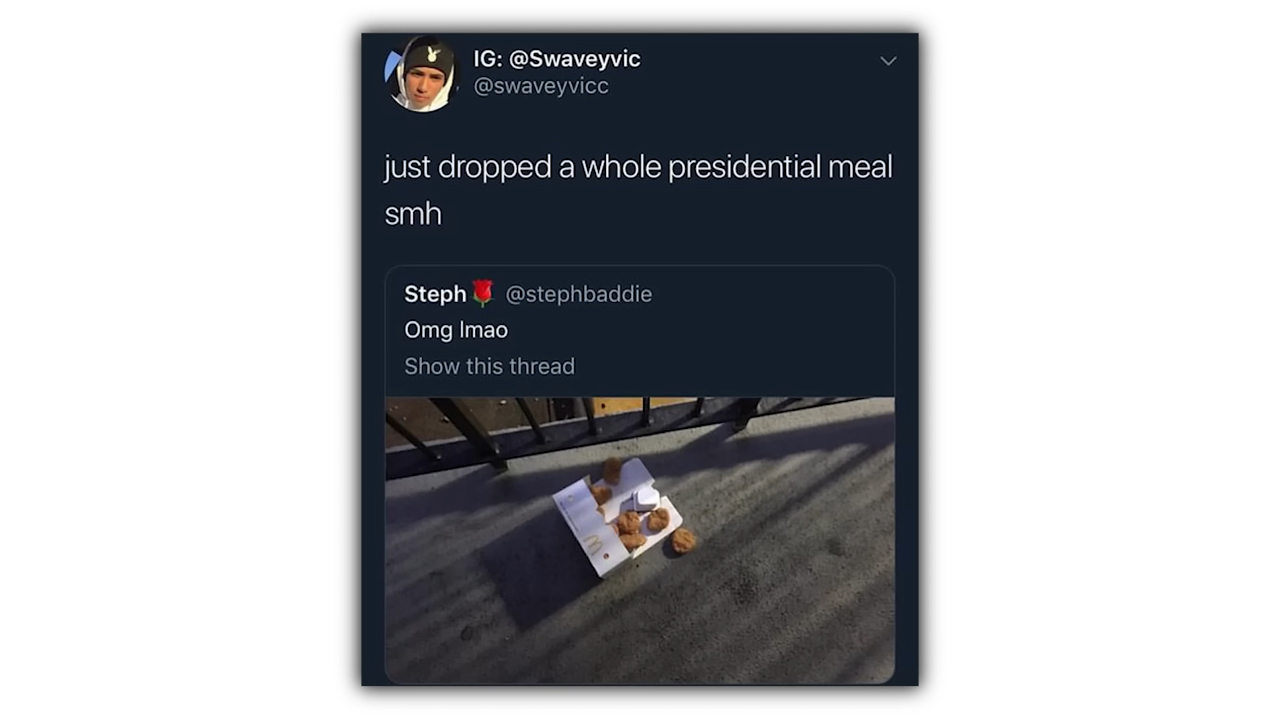 IG: @Swaveyvic
@swaveyvicc
just dropped a whole presidential meal
smh
Steph🌹 @stephbaddie
Omg lmao
Show this thread